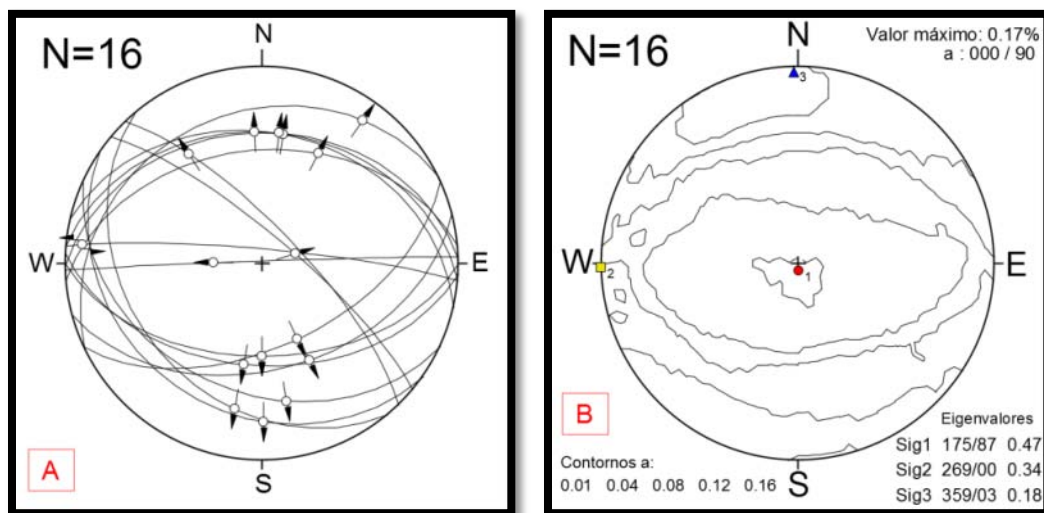 N=16
N
W
E
S
A
N=16
N
Valor máximo: 0.17%
a : 000 / 90
3
W
2
1
E
B
Contornos a:
0.01 0.04 0.08 0.12 0.16
S
Eigenvalores
Sig1 175/87 0.47
Sig2 269/00 0.34
Sig3 359/03 0.18